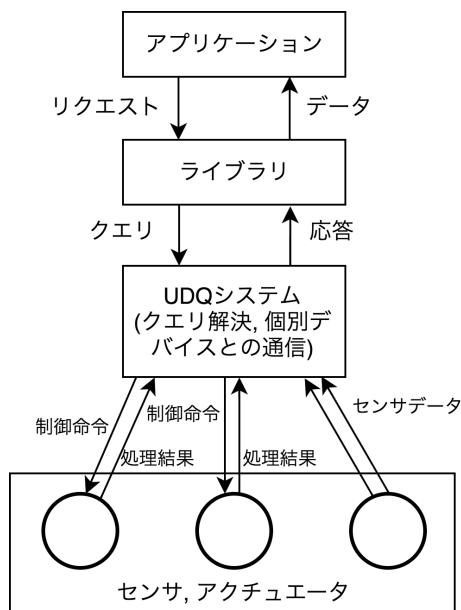 アプリケーション
リクエスト
データ
ライブラリ
クエリ
応答
UDQシステム
(クエリ解決, 個別デ
バイスとの通信)
制御命令
制御命令
センサデータ
処理結果
処理結果
センサ, アクチュエータ